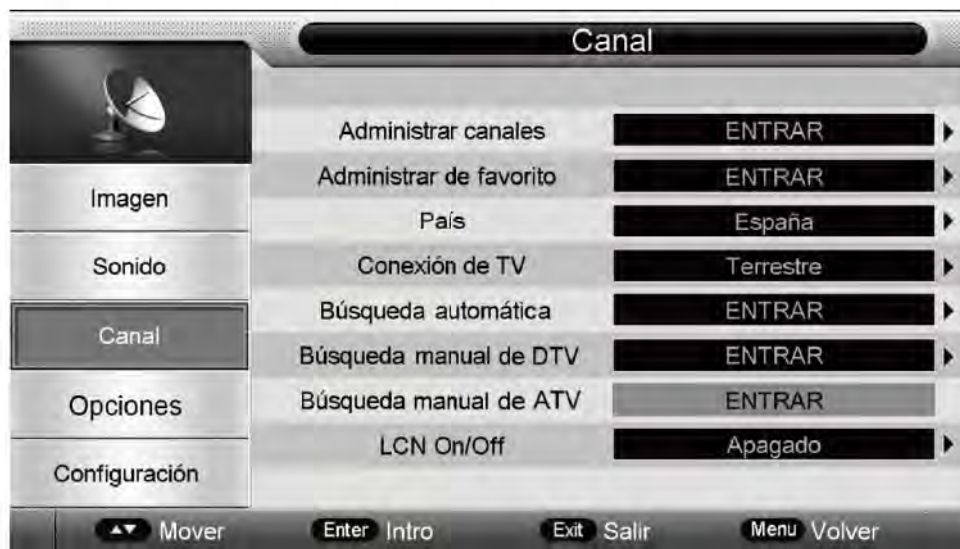 Canal
Imagen
Sonido
Canal
Opciones
Configuración
Administrar canales ENTRAR
Administrar de favorito ENTRAR
País España
Conexión de TV Terrestre
Búsqueda automática ENTRAR
Búsqueda manual de DTV ENTRAR
Búsqueda manual de ATV ENTRAR
LCN On/Off Apagado
Mover Enter Intro Exit Salir Menu Volver